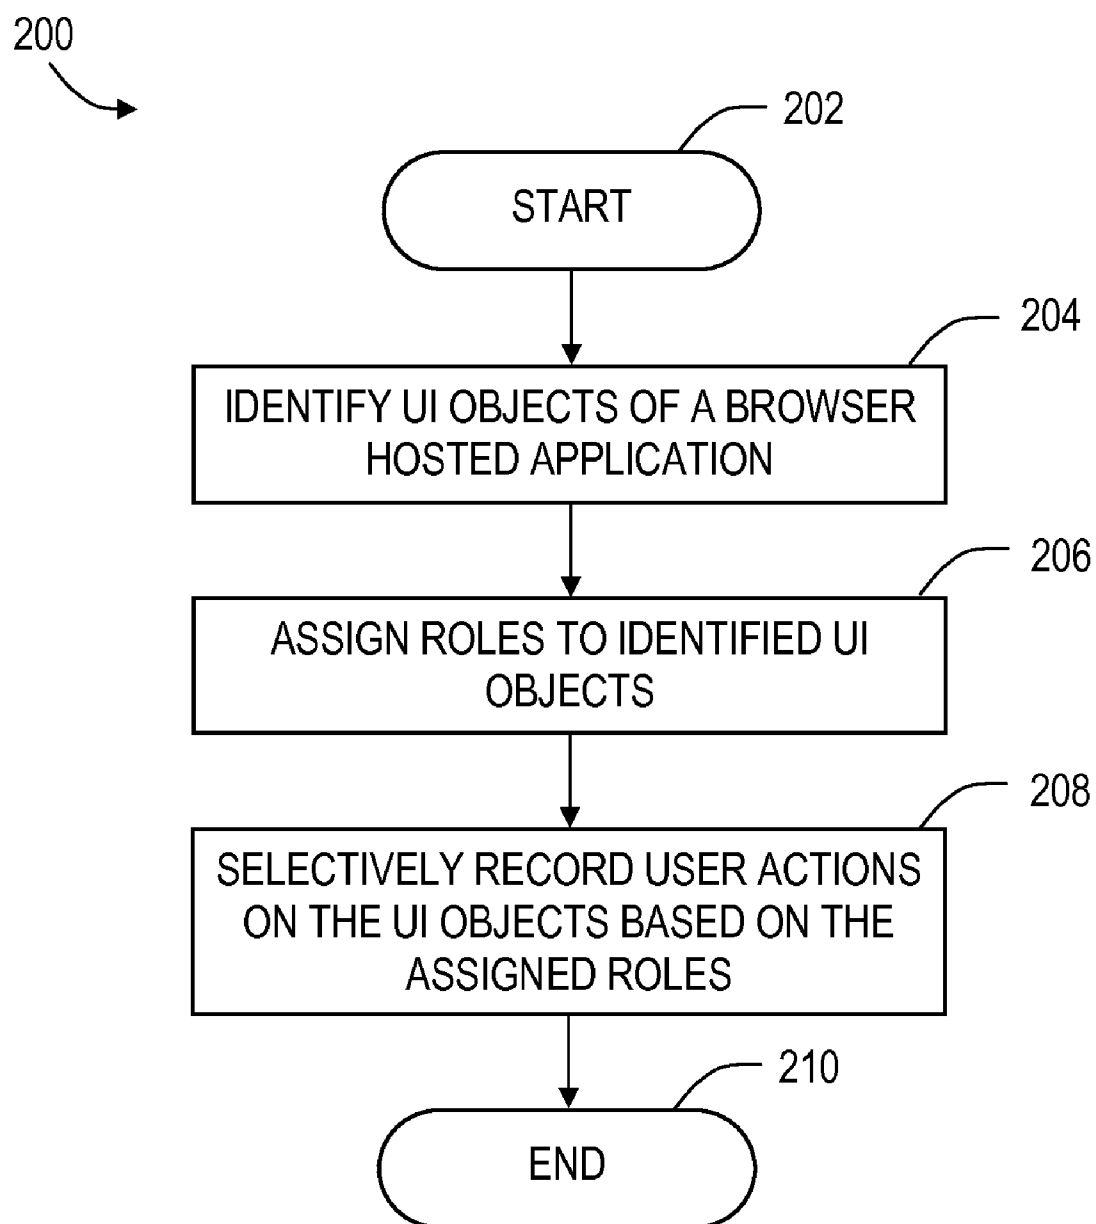 200
202
START
204
IDENTIFY UI OBJECTS OF A BROWSER
HOSTED APPLICATION
206
ASSIGN ROLES TO IDENTIFIED UI
OBJECTS
208
SELECTIVELY RECORD USER ACTIONS
ON THE UI OBJECTS BASED ON THE
ASSIGNED ROLES
210
END